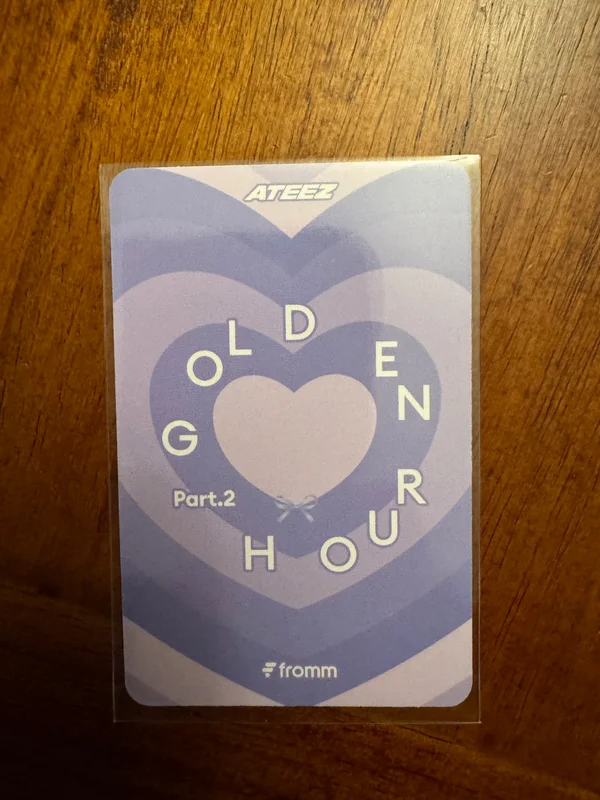 ATEEZ
GOLDEN
HOUR
Part.2
fromm